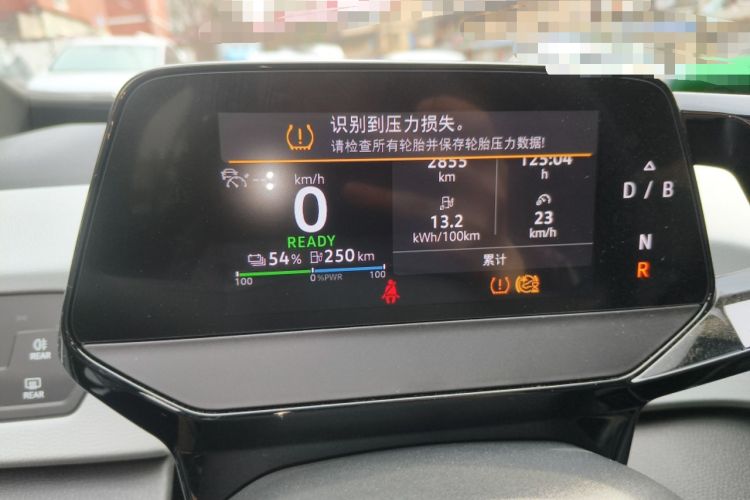 识别到压力损失。
请检查所有轮胎并保存轮胎压力数据!
km/h
0
READY
54 % 250 km
100 0 %PWR 100
2855 123:04
km h
13.2 23
kWh/100km km/h
累计
D / B
N
R
REAR
REAR